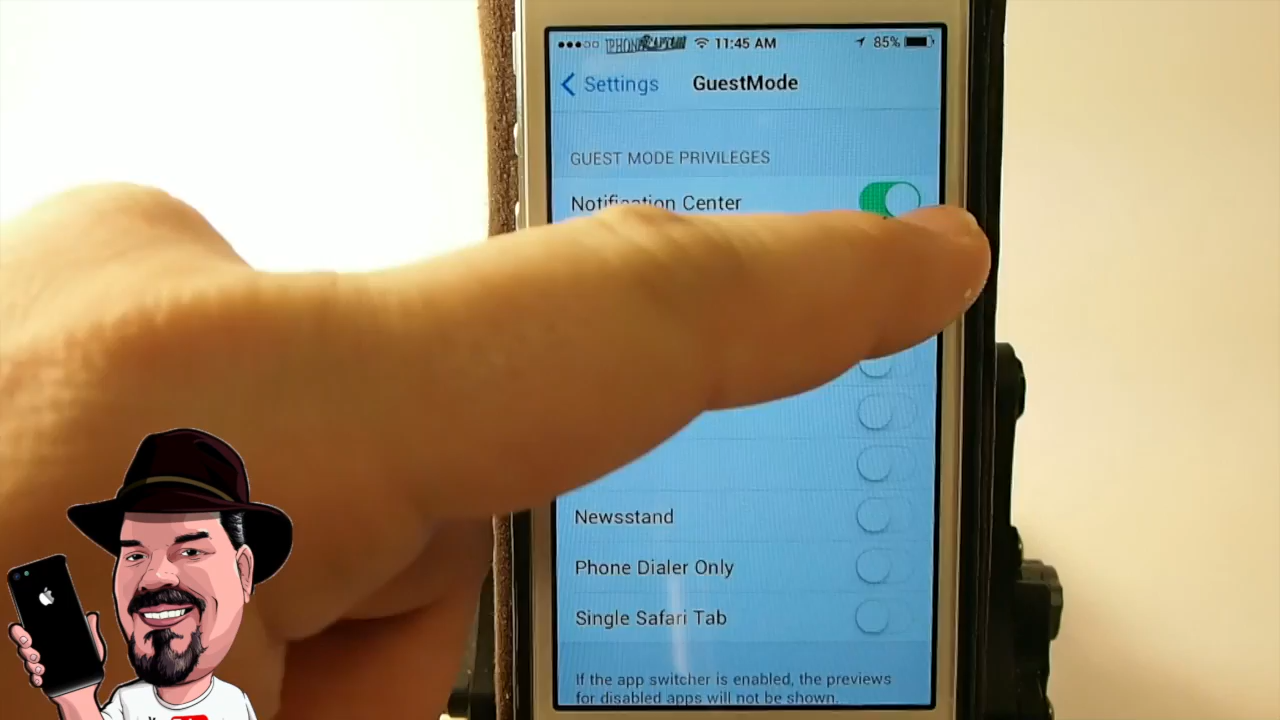 IPHONECAPTAIN 11:45 AM 85%
Settings GuestMode
GUEST MODE PRIVILEGES
Notification Center
Newsstand
Phone Dialer Only
Single Safari Tab
If the app switcher is enabled, the previews
for disabled apps will not be shown.